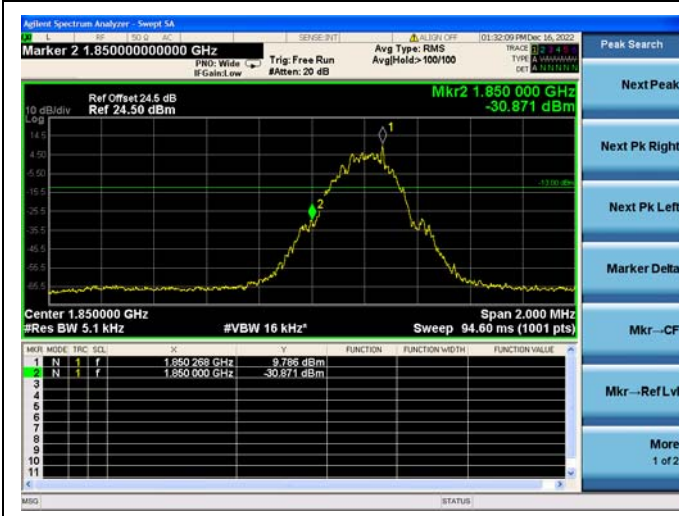 Agilent Spectrum Analyzer - Swept SA
L RF 50 Ω AC SENSE:INT ALIGN OFF 01:32:09 PM Dec 16, 2022
Marker 2 1.850000000000 GHz
PNO: Wide
IFGain:Low
Trig: Free Run
#Atten: 20 dB
Avg Type: RMS
Avg|Hold:>100/100
TRACE 1 2 3 4 5 6
TYPE A WWWWW
DET A N N N N N
Peak Search
Next Peak
Next Pk Right
Next Pk Left
Marker Delta
Mkr→CF
Mkr→RefLvl
More
1 of 2
Ref Offset 24.5 dB
Ref 24.50 dBm
10 dB/div
Log
Mkr2 1.850 000 GHz
-30.871 dBm
14.5
4.50
-5.50
-15.5
-25.5
-35.5
-45.5
-55.5
-65.5
1
2
-13.00 dBm
Center 1.850000 GHz
#Res BW 5.1 kHz
#VBW 16 kHz*
Span 2.000 MHz
Sweep 94.60 ms (1001 pts)
MKR MODE TRC SCL X Y FUNCTION FUNCTION WIDTH FUNCTION VALUE
1 N 1 f 1.850 268 GHz 9.786 dBm
2 N 1 f 1.850 000 GHz -30.871 dBm
3
4
5
6
7
8
9
10
11
MSG
STATUS